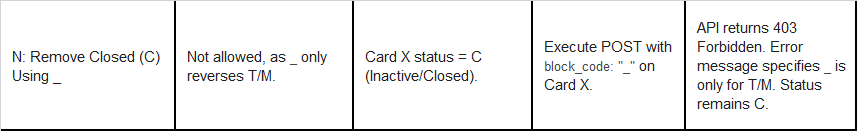 N: Remove Closed (C)
Using _
Not allowed, as _ only
reverses T/M.
Card X status = C
(Inactive/Closed).
Execute POST with
block_code: "_" on
Card X.
API returns 403
Forbidden. Error
message specifies _ is
only for T/M. Status
remains C.